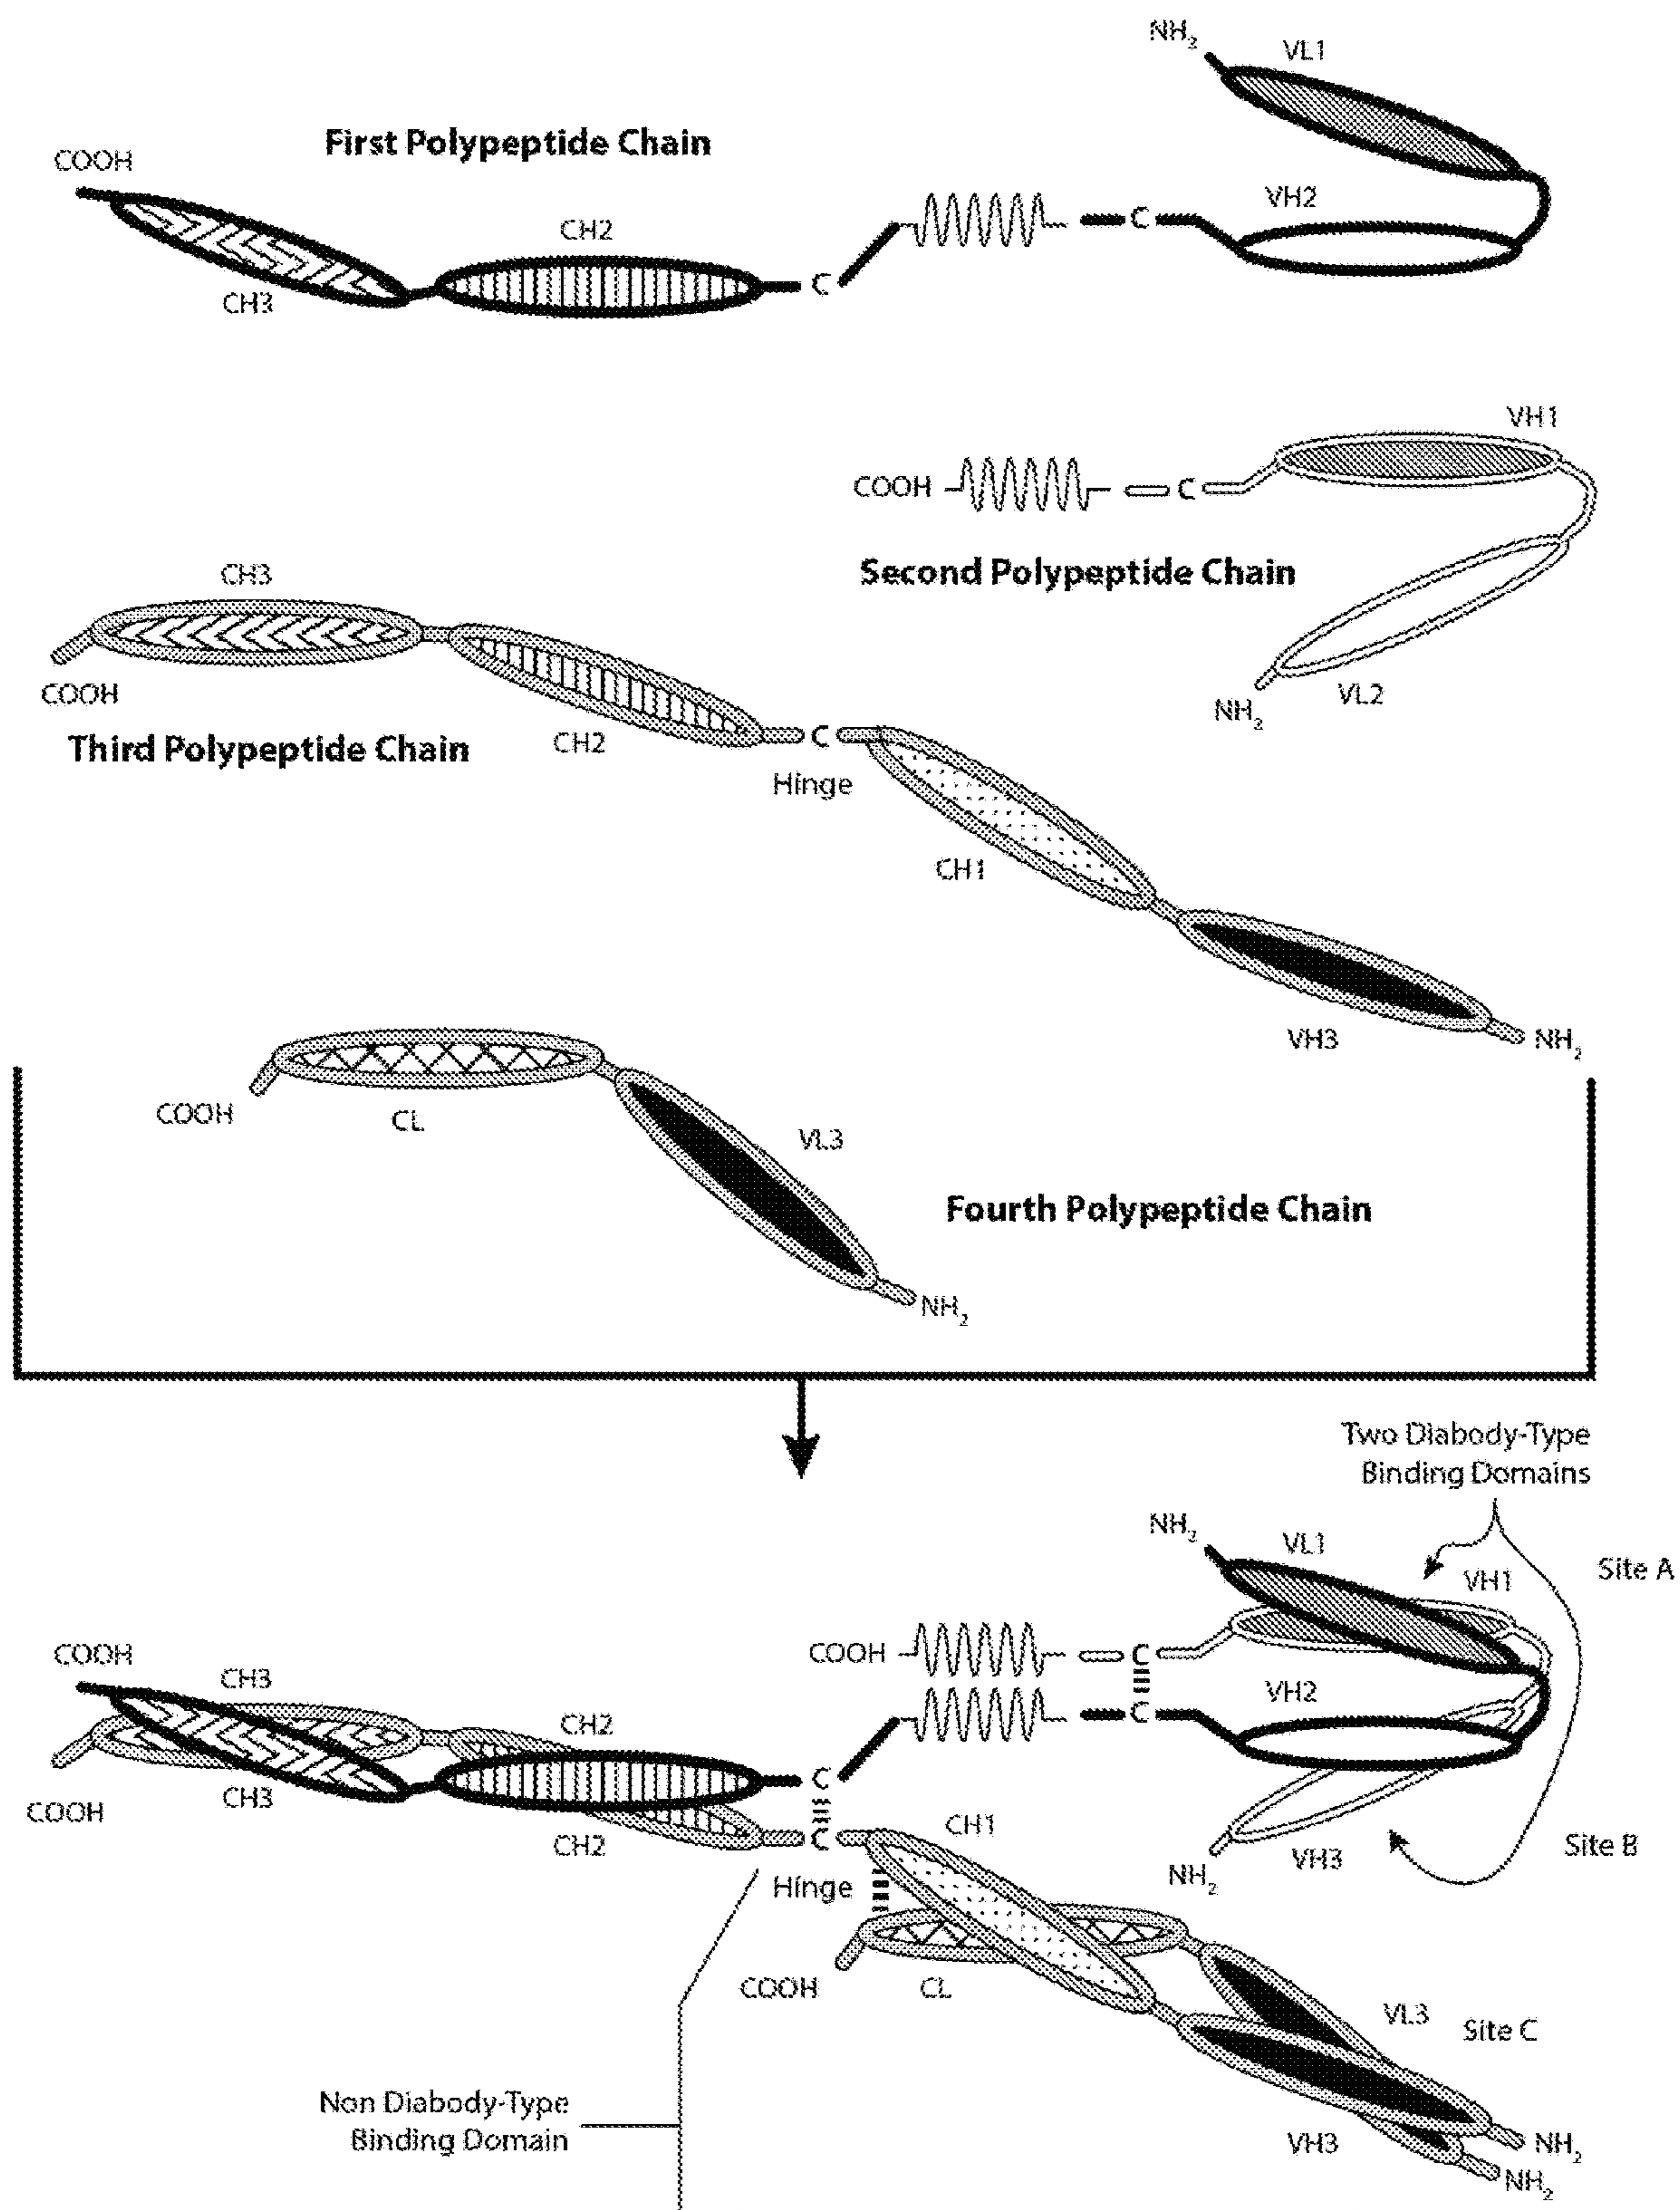 NH2
VL1
First Polypeptide Chain
COOH
VH2
CH2
C
C
CH3
VH1
COOH
C
Second Polypeptide Chain
CH3
VL2
NH2
COOH
CH2
C
Third Polypeptide Chain
Hinge
CH1
VH3
NH2
COOH
CL
VL3
Fourth Polypeptide Chain
NH2
Two Diabody-Type
Binding Domains
NH2
VL1
VH1
Site A
COOH
COOH
C
CH3
VH2
CH2
C
C
CH3
COOH
CH1
C
CH2
Site B
VH3
NH2
Hinge
COOH
CL
VL3
Site C
Non Diabody-Type
Binding Domain
VH3
NH2
NH2